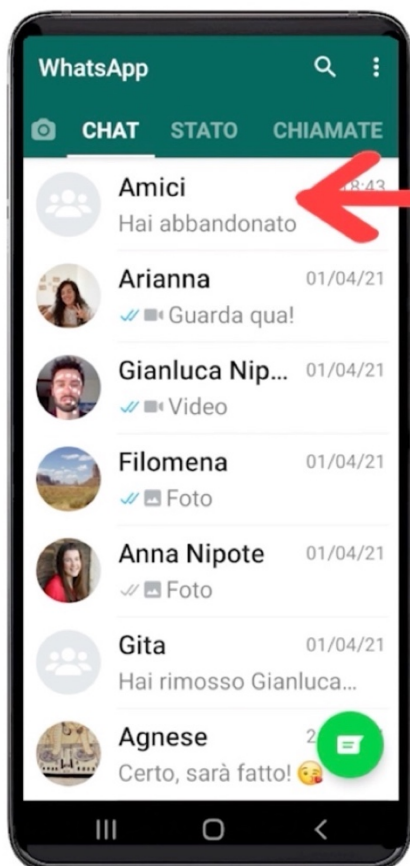 WhatsApp
CHAT STATO CHIAMATE
Amici 18:43
Hai abbandonato
Arianna 01/04/21
Guarda qua!
Gianluca Nip... 01/04/21
Video
Filomena 01/04/21
Foto
Anna Nipote 01/04/21
Foto
Gita 01/04/21
Hai rimosso Gianluca...
Agnese
Certo, sarà fatto! 😘